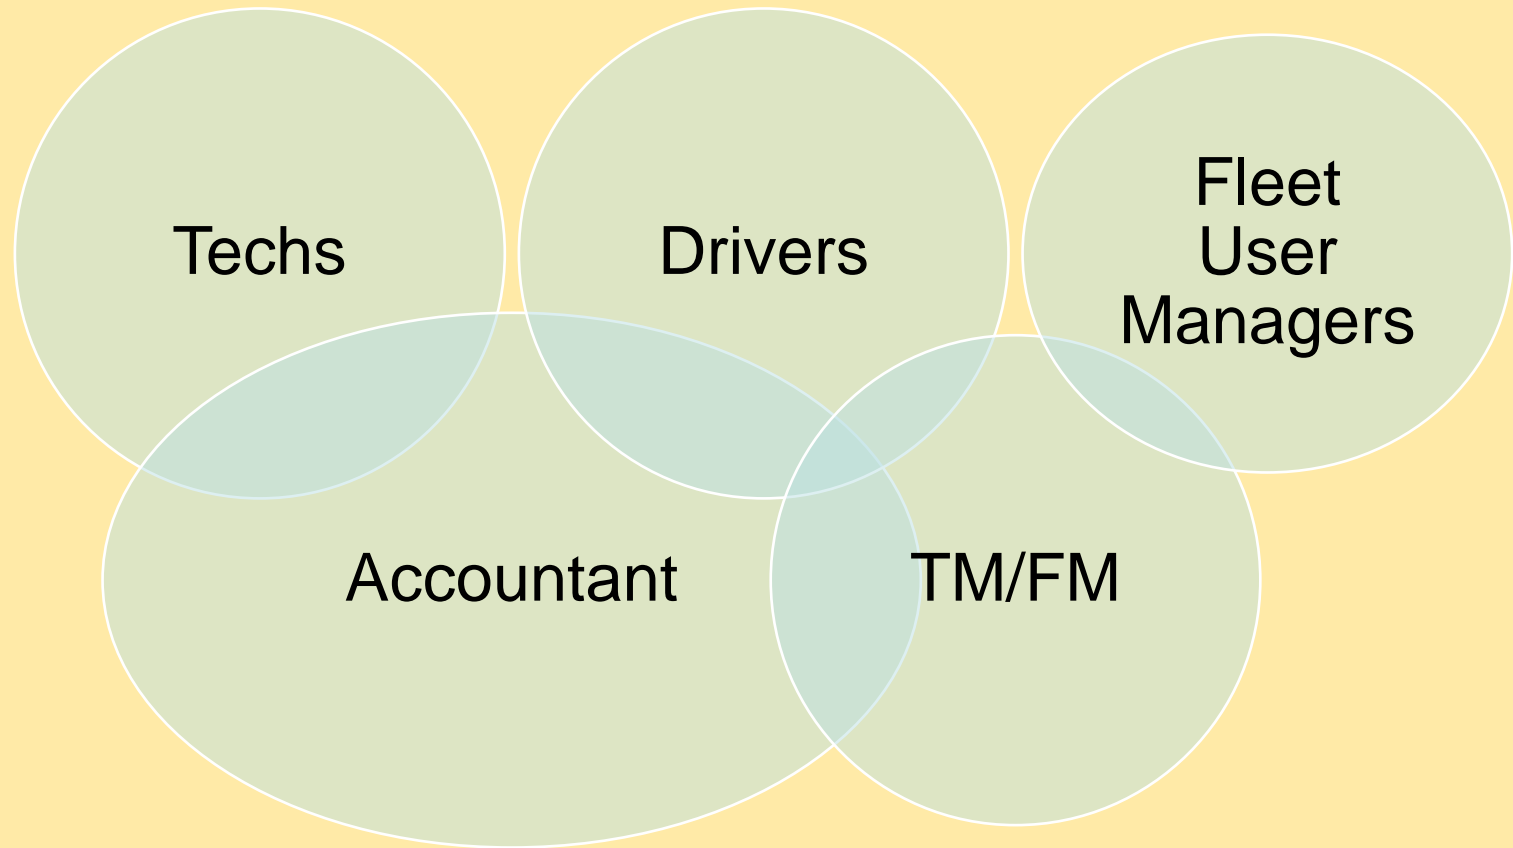 Techs
Drivers
Fleet
User
Managers
Accountant
TM/FM